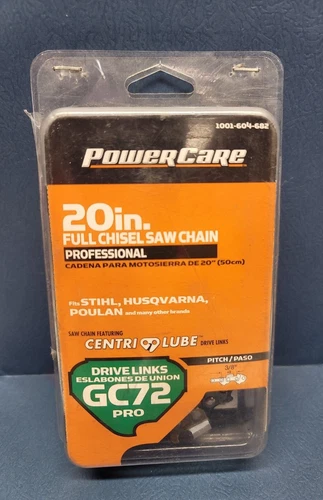 1001-604-682
POWERCARE
20in.
FULL CHISEL SAW CHAIN
PROFESSIONAL
CADENA PARA MOTOSIERRA DE 20" (50cm)
Fits STIHL, HUSQVARNA,
POULAN and many other brands
SAW CHAIN FEATURING
CENTRI LUBE DRIVE LINKS
PITCH/PASO
3/8"
DRIVE LINKS
ESLABONES DE UNION
GC72
PRO